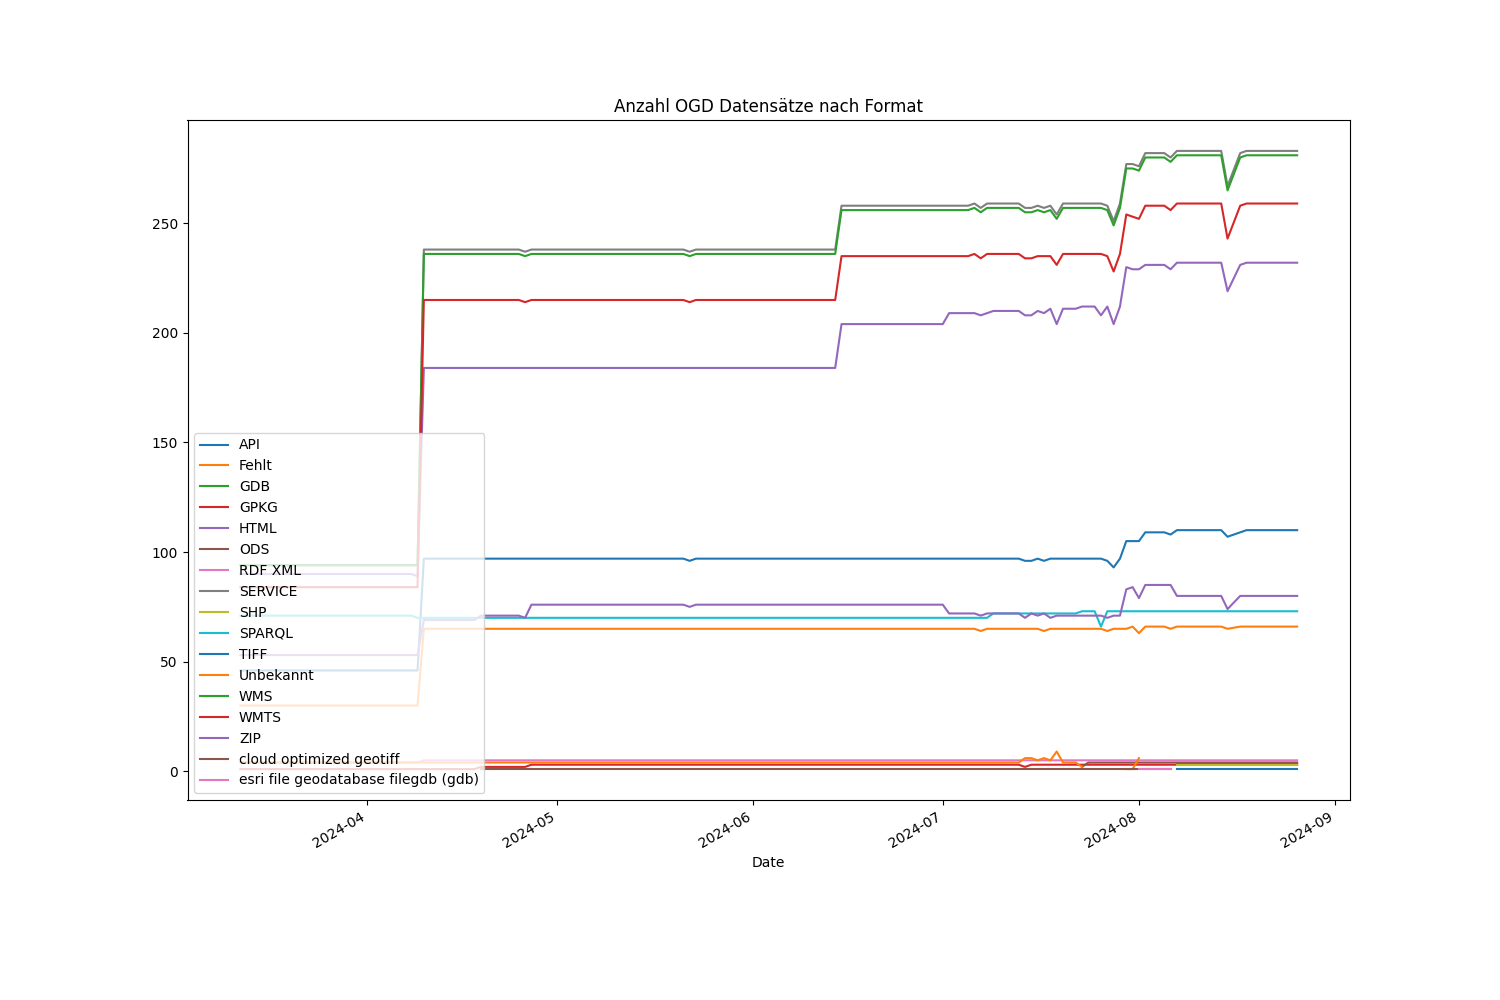 Anzahl OGD Datensätze nach Format
250
200
150
100
50
0
API
Fehlt
GDB
GPKG
HTML
ODS
RDF XML
SERVICE
SHP
SPARQL
TIFF
Unbekannt
WMS
WMTS
ZIP
cloud optimized geotiff
esri file geodatabase filegdb (gdb)
2024-04
2024-05
2024-06
2024-07
2024-08
2024-09
Date